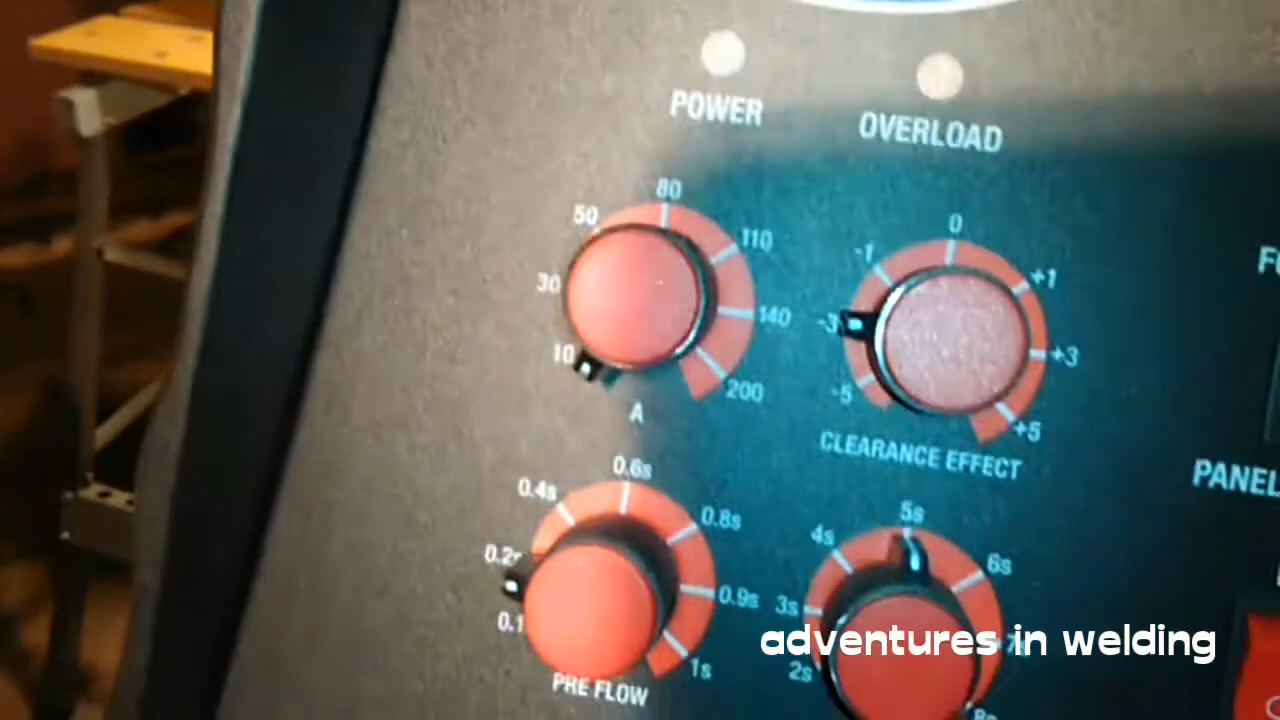 POWER
OVERLOAD
80
50
110
30
140
10
200
A
0
-1
+1
-3
+3
-5
+5
CLEARANCE EFFECT
0.6s
0.4s
0.8s
0.9s
0.1
1s
PRE FLOW
5s
4s
6s
3s
2s
PANEL
adventures in welding